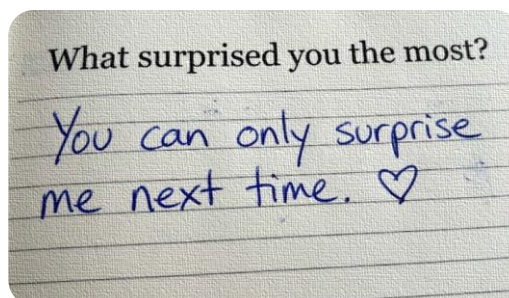 What surprised you the most?
You can only surprise
me next time. ♡